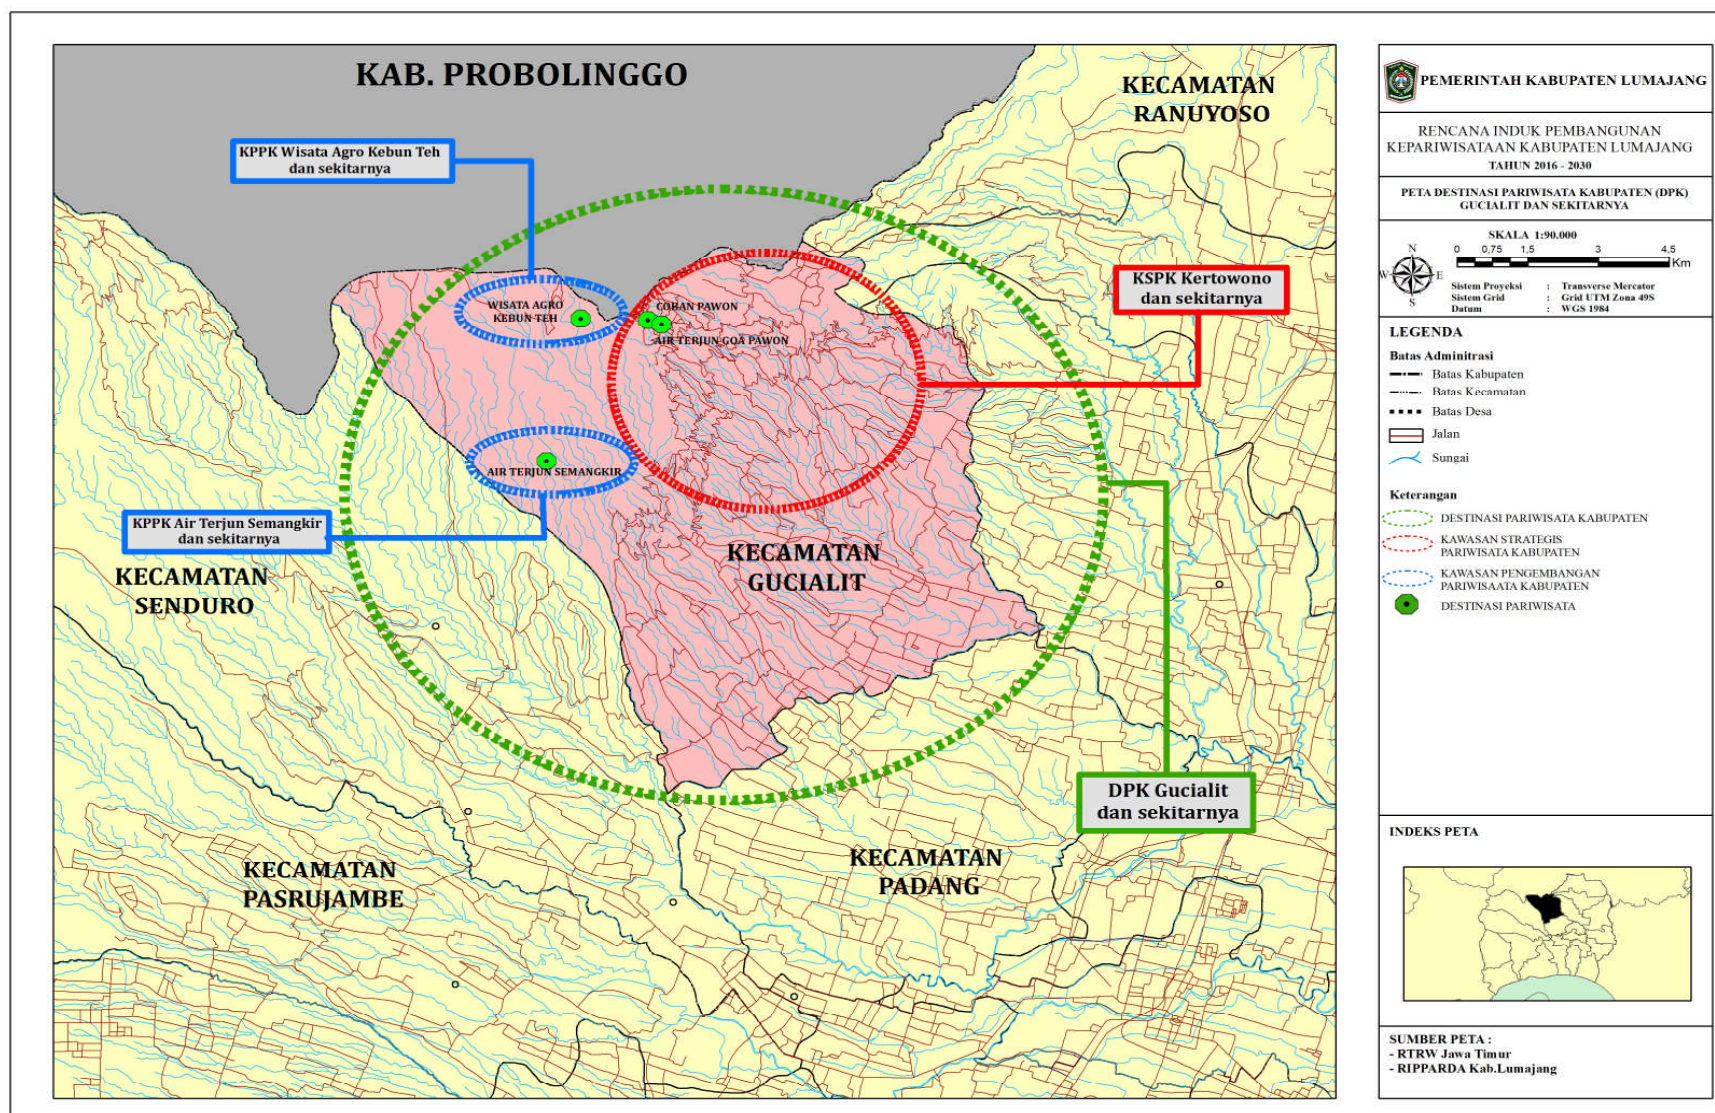 KAB. PROBOLINGGO
KECAMATAN
RANUYOSO
KPPK Wisata Agro Kebun Teh
dan sekitarnya
KSPK Kertowono
dan sekitarnya
WISATA AGRO
KEBUN TEH
COBAN PAWON
AIR TERJUN GOA PAWON
AIR TERJUN SEMANGKIR
KPPK Air Terjun Semangkir
dan sekitarnya
KECAMATAN
GUCIALIT
KECAMATAN
SENDURO
DPK Gucialit
dan sekitarnya
KECAMATAN
PASRUJAMBE
KECAMATAN
PADANG
PEMERINTAH KABUPATEN LUMAJANG
RENCANA INDUK PEMBANGUNAN
KEPARIWISATAAN KABUPATEN LUMAJANG
TAHUN 2016 - 2030
PETA DESTINASI PARIWISATA KABUPATEN (DPK)
GUCIALIT DAN SEKITARNYA
SKALA 1:90.000
N
W E
S
0 0,75 1,5 3 4,5
Km
Sistem Proyeksi : Transverse Mercator
Sistem Grid : Grid UTM Zona 49S
Datum : WGS 1984
LEGENDA
Batas Adminitrasi
Batas Kabupaten
Batas Kecamatan
Batas Desa
Jalan
Sungai
Keterangan
DESTINASI PARIWISATA KABUPATEN
KAWASAN STRATEGIS
PARIWISATA KABUPATEN
KAWASAN PENGEMBANGAN
PARIWISAATA KABUPATEN
DESTINASI PARIWISATA
INDEKS PETA
SUMBER PETA :
- RTRW Jawa Timur
- RIPPARDA Kab.Lumajang